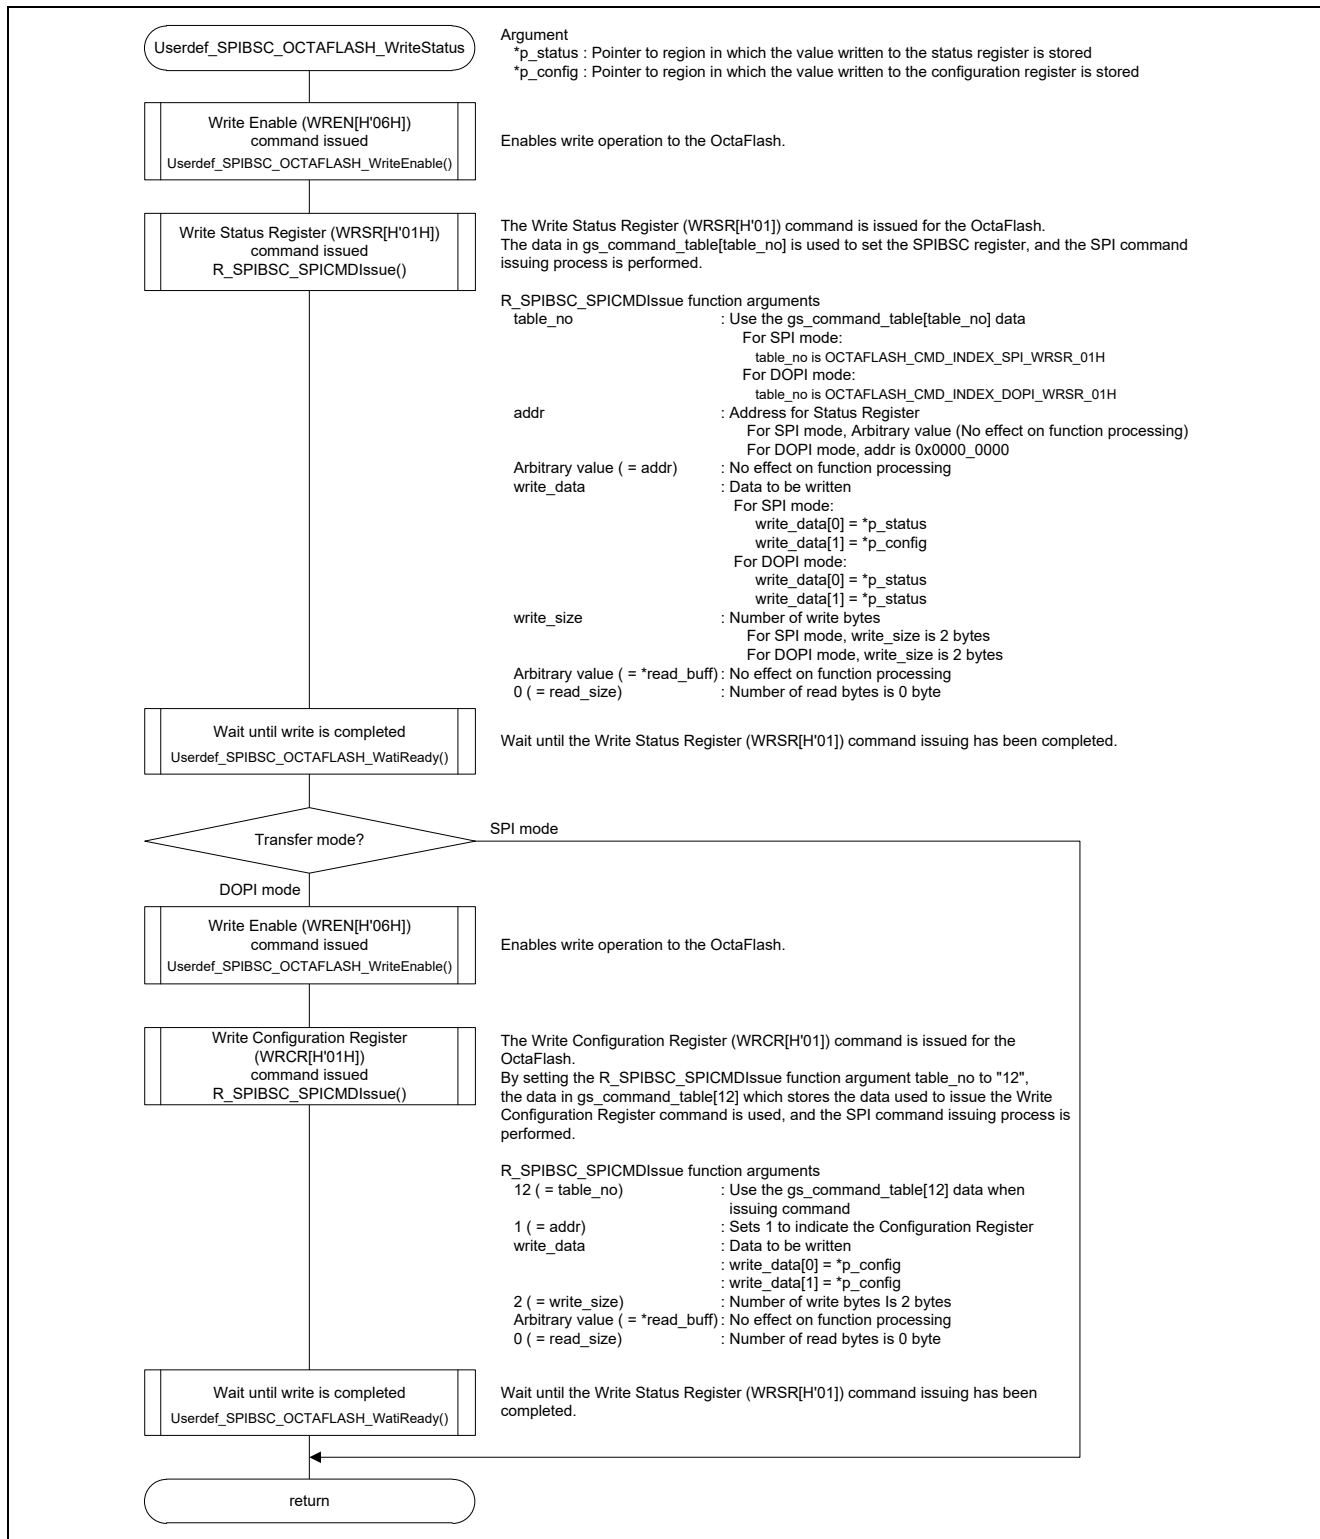 Userdef_SPIBSC_OCTAFLASH_WriteStatus
Argument
*p_status : Pointer to region in which the value written to the status register is stored
*p_config : Pointer to region in which the value written to the configuration register is stored
Write Enable (WREN[H'06H])
command issued
Userdef_SPIBSC_OCTAFLASH_WriteEnable()
Enables write operation to the OctaFlash.
Write Status Register (WRSR[H'01H])
command issued
R_SPIBSC_SPICMDIssue()
The Write Status Register (WRSR[H'01]) command is issued for the OctaFlash.
The data in gs_command_table[table_no] is used to set the SPIBSC register, and the SPI command
issuing process is performed.
R_SPIBSC_SPICMDIssue function arguments
table_no : Use the gs_command_table[table_no] data
For SPI mode:
table_no is OCTAFLASH_CMD_INDEX_SPI_WRSR_01H
For DOPI mode:
table_no is OCTAFLASH_CMD_INDEX_DOPI_WRSR_01H
addr : Address for Status Register
For SPI mode, Arbitrary value (No effect on function processing)
For DOPI mode, addr is 0x0000_0000
Arbitrary value ( = addr) : No effect on function processing
write_data : Data to be written
For SPI mode:
write_data[0] = *p_status
write_data[1] = *p_config
For DOPI mode:
write_data[0] = *p_status
write_data[1] = *p_status
write_size : Number of write bytes
For SPI mode, write_size is 2 bytes
For DOPI mode, write_size is 2 bytes
Arbitrary value ( = *read_buff) : No effect on function processing
0 ( = read_size) : Number of read bytes is 0 byte
Wait until write is completed
Userdef_SPIBSC_OCTAFLASH_WatiReady()
Wait until the Write Status Register (WRSR[H'01]) command issuing has been completed.
Transfer mode?
SPI mode
DOPI mode
Write Enable (WREN[H'06H])
command issued
Userdef_SPIBSC_OCTAFLASH_WriteEnable()
Enables write operation to the OctaFlash.
Write Configuration Register
(WRCR[H'01H])
command issued
R_SPIBSC_SPICMDIssue()
The Write Configuration Register (WRCR[H'01]) command is issued for the
OctaFlash.
By setting the R_SPIBSC_SPICMDIssue function argument table_no to "12",
the data in gs_command_table[12] which stores the data used to issue the Write
Configuration Register command is used, and the SPI command issuing process is
performed.
R_SPIBSC_SPICMDIssue function arguments
12 ( = table_no) : Use the gs_command_table[12] data when
issuing command
1 ( = addr) : Sets 1 to indicate the Configuration Register
write_data : Data to be written
: write_data[0] = *p_config
: write_data[1] = *p_config
2 ( = write_size) : Number of write bytes Is 2 bytes
Arbitrary value ( = *read_buff) : No effect on function processing
0 ( = read_size) : Number of read bytes is 0 byte
Wait until write is completed
Userdef_SPIBSC_OCTAFLASH_WatiReady()
Wait until the Write Status Register (WRSR[H'01]) command issuing has been
completed.
return